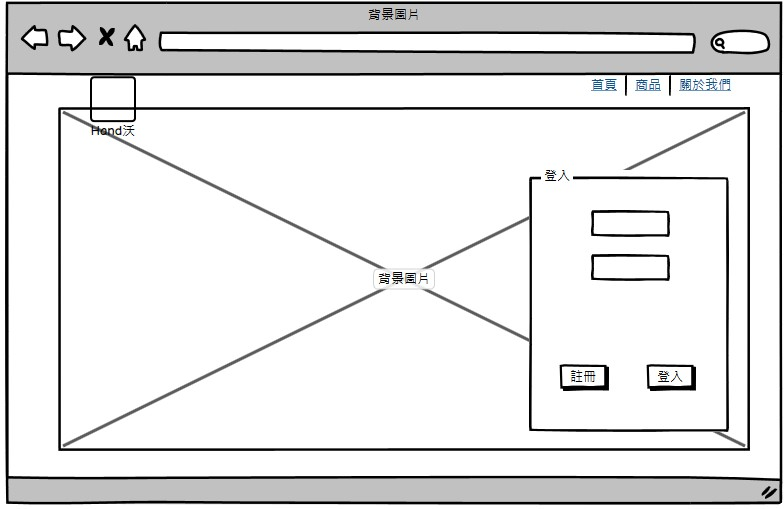 背景圖片
首頁 商品 關於我們
Hand沃
登入
背景圖片
註冊 登入